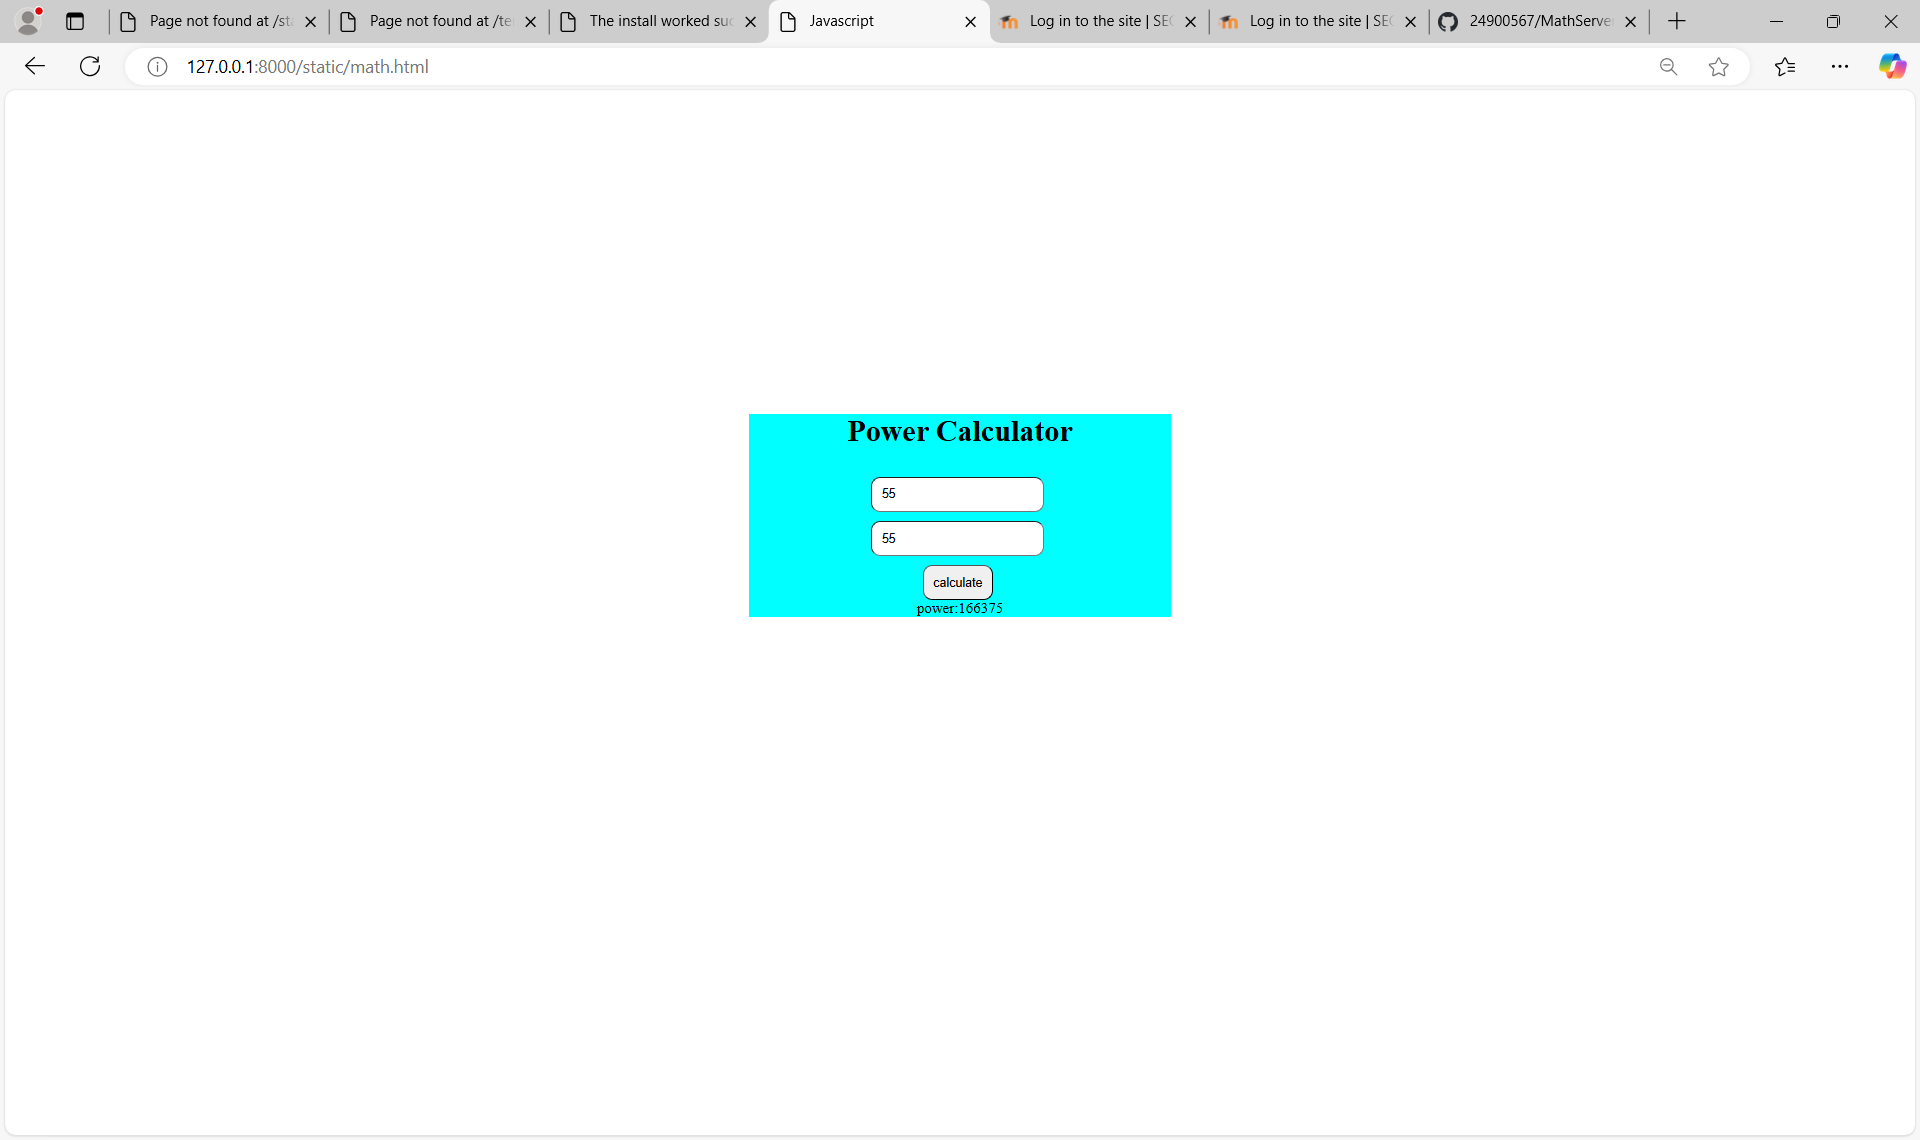 Page not found at /st
Page not found at /te
The install worked suc
Javascript
Log in to the site | SEC
Log in to the site | SEC
24900567/MathServe
127.0.0.1:8000/static/math.html
Power Calculator
55
55
calculate
power:166375